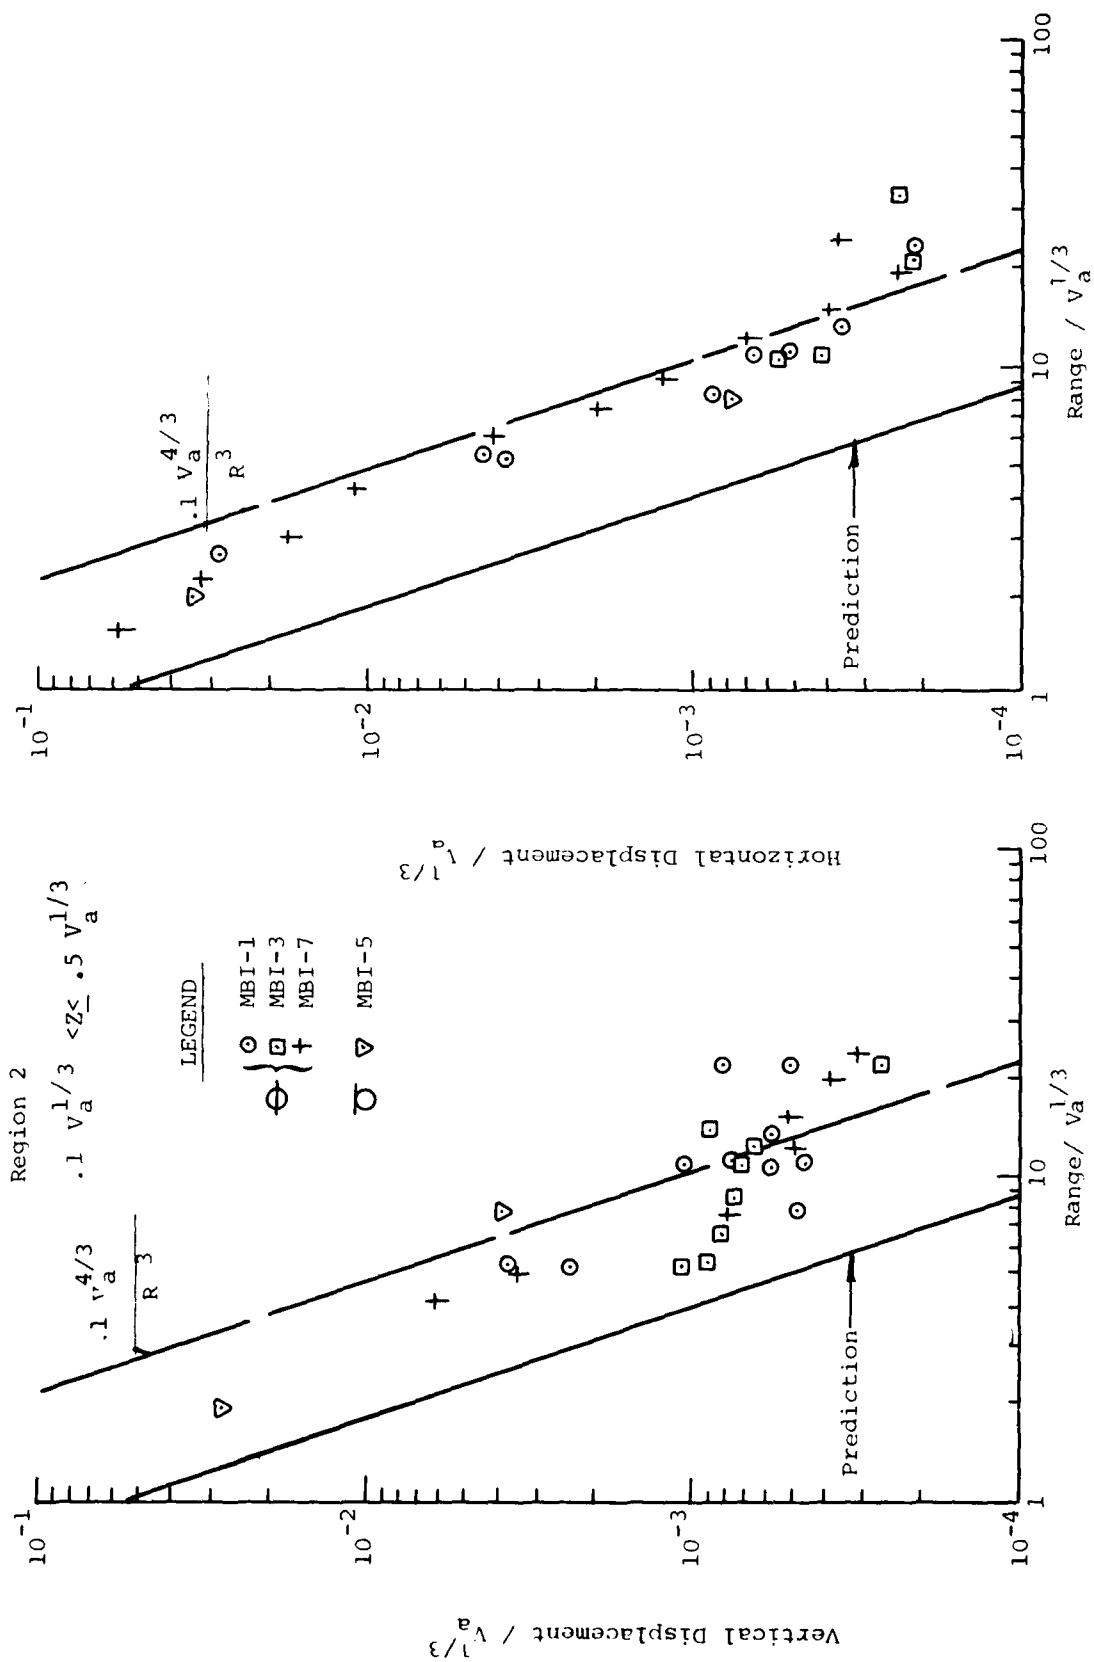 Region 2
.1 V_a^1/3 <Z≤ .5 V_a^1/3
LEGEND
MBI-1
MBI-3
MBI-7
MBI-5
.1 V_a^4/3
R^3
Prediction
10^-1
10^-2
10^-3
10^-4
1
10
100
Range/ V_a^1/3
Vertical Displacement / V_a^1/3
.1 V_a^4/3
R^3
Prediction
10^-1
10^-2
10^-3
10^-4
1
10
100
Range / V_a^1/3
Horizontal Displacement / V_a^1/3